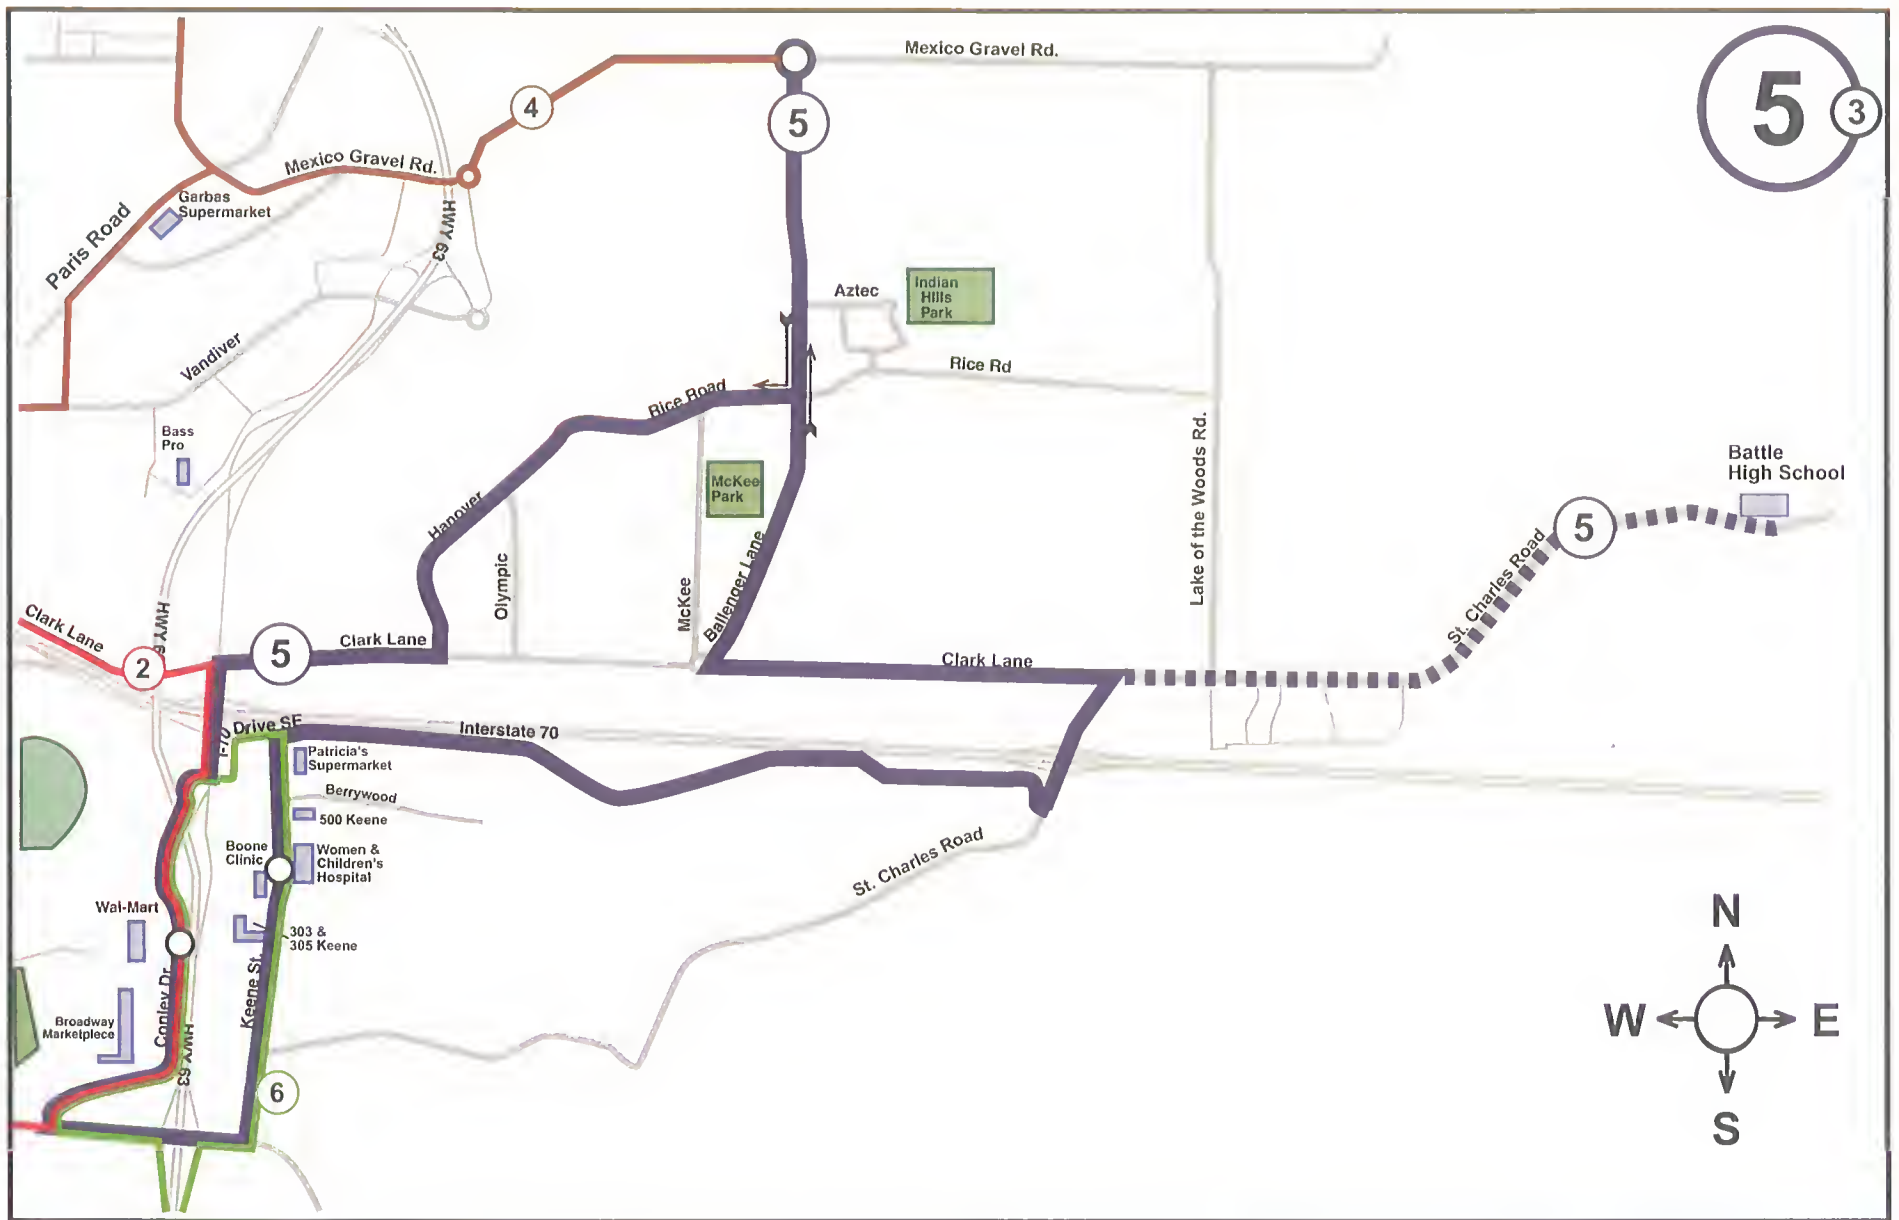 Mexico Gravel Rd.
5
3
4
5
Mexico Gravel Rd.
Garbas
Supermarket
Paris Road
HWY 63
Aztec
Indian
HIlls
Park
Vandiver
Rice Rd
Rice Road
Bass
Pro
McKee
Park
Lake of the Woods Rd.
Battle
High School
Hanover
5
Olympic
McKee
Ballenger Lane
St. Charles Road
Clark Lane
HWY 6
2
5
Clark Lane
Clark Lane
I-70 Drive SE
Interstate 70
Patricia's
Supermarket
Berrywood
500 Keene
Boone
Clinic
Women &
Children's
Hospital
St. Charles Road
Wal-Mart
303 &
305 Keene
Conley Dr.
Keene St.
Broadway
Marketplece
HWY 63
6
N
W
E
S